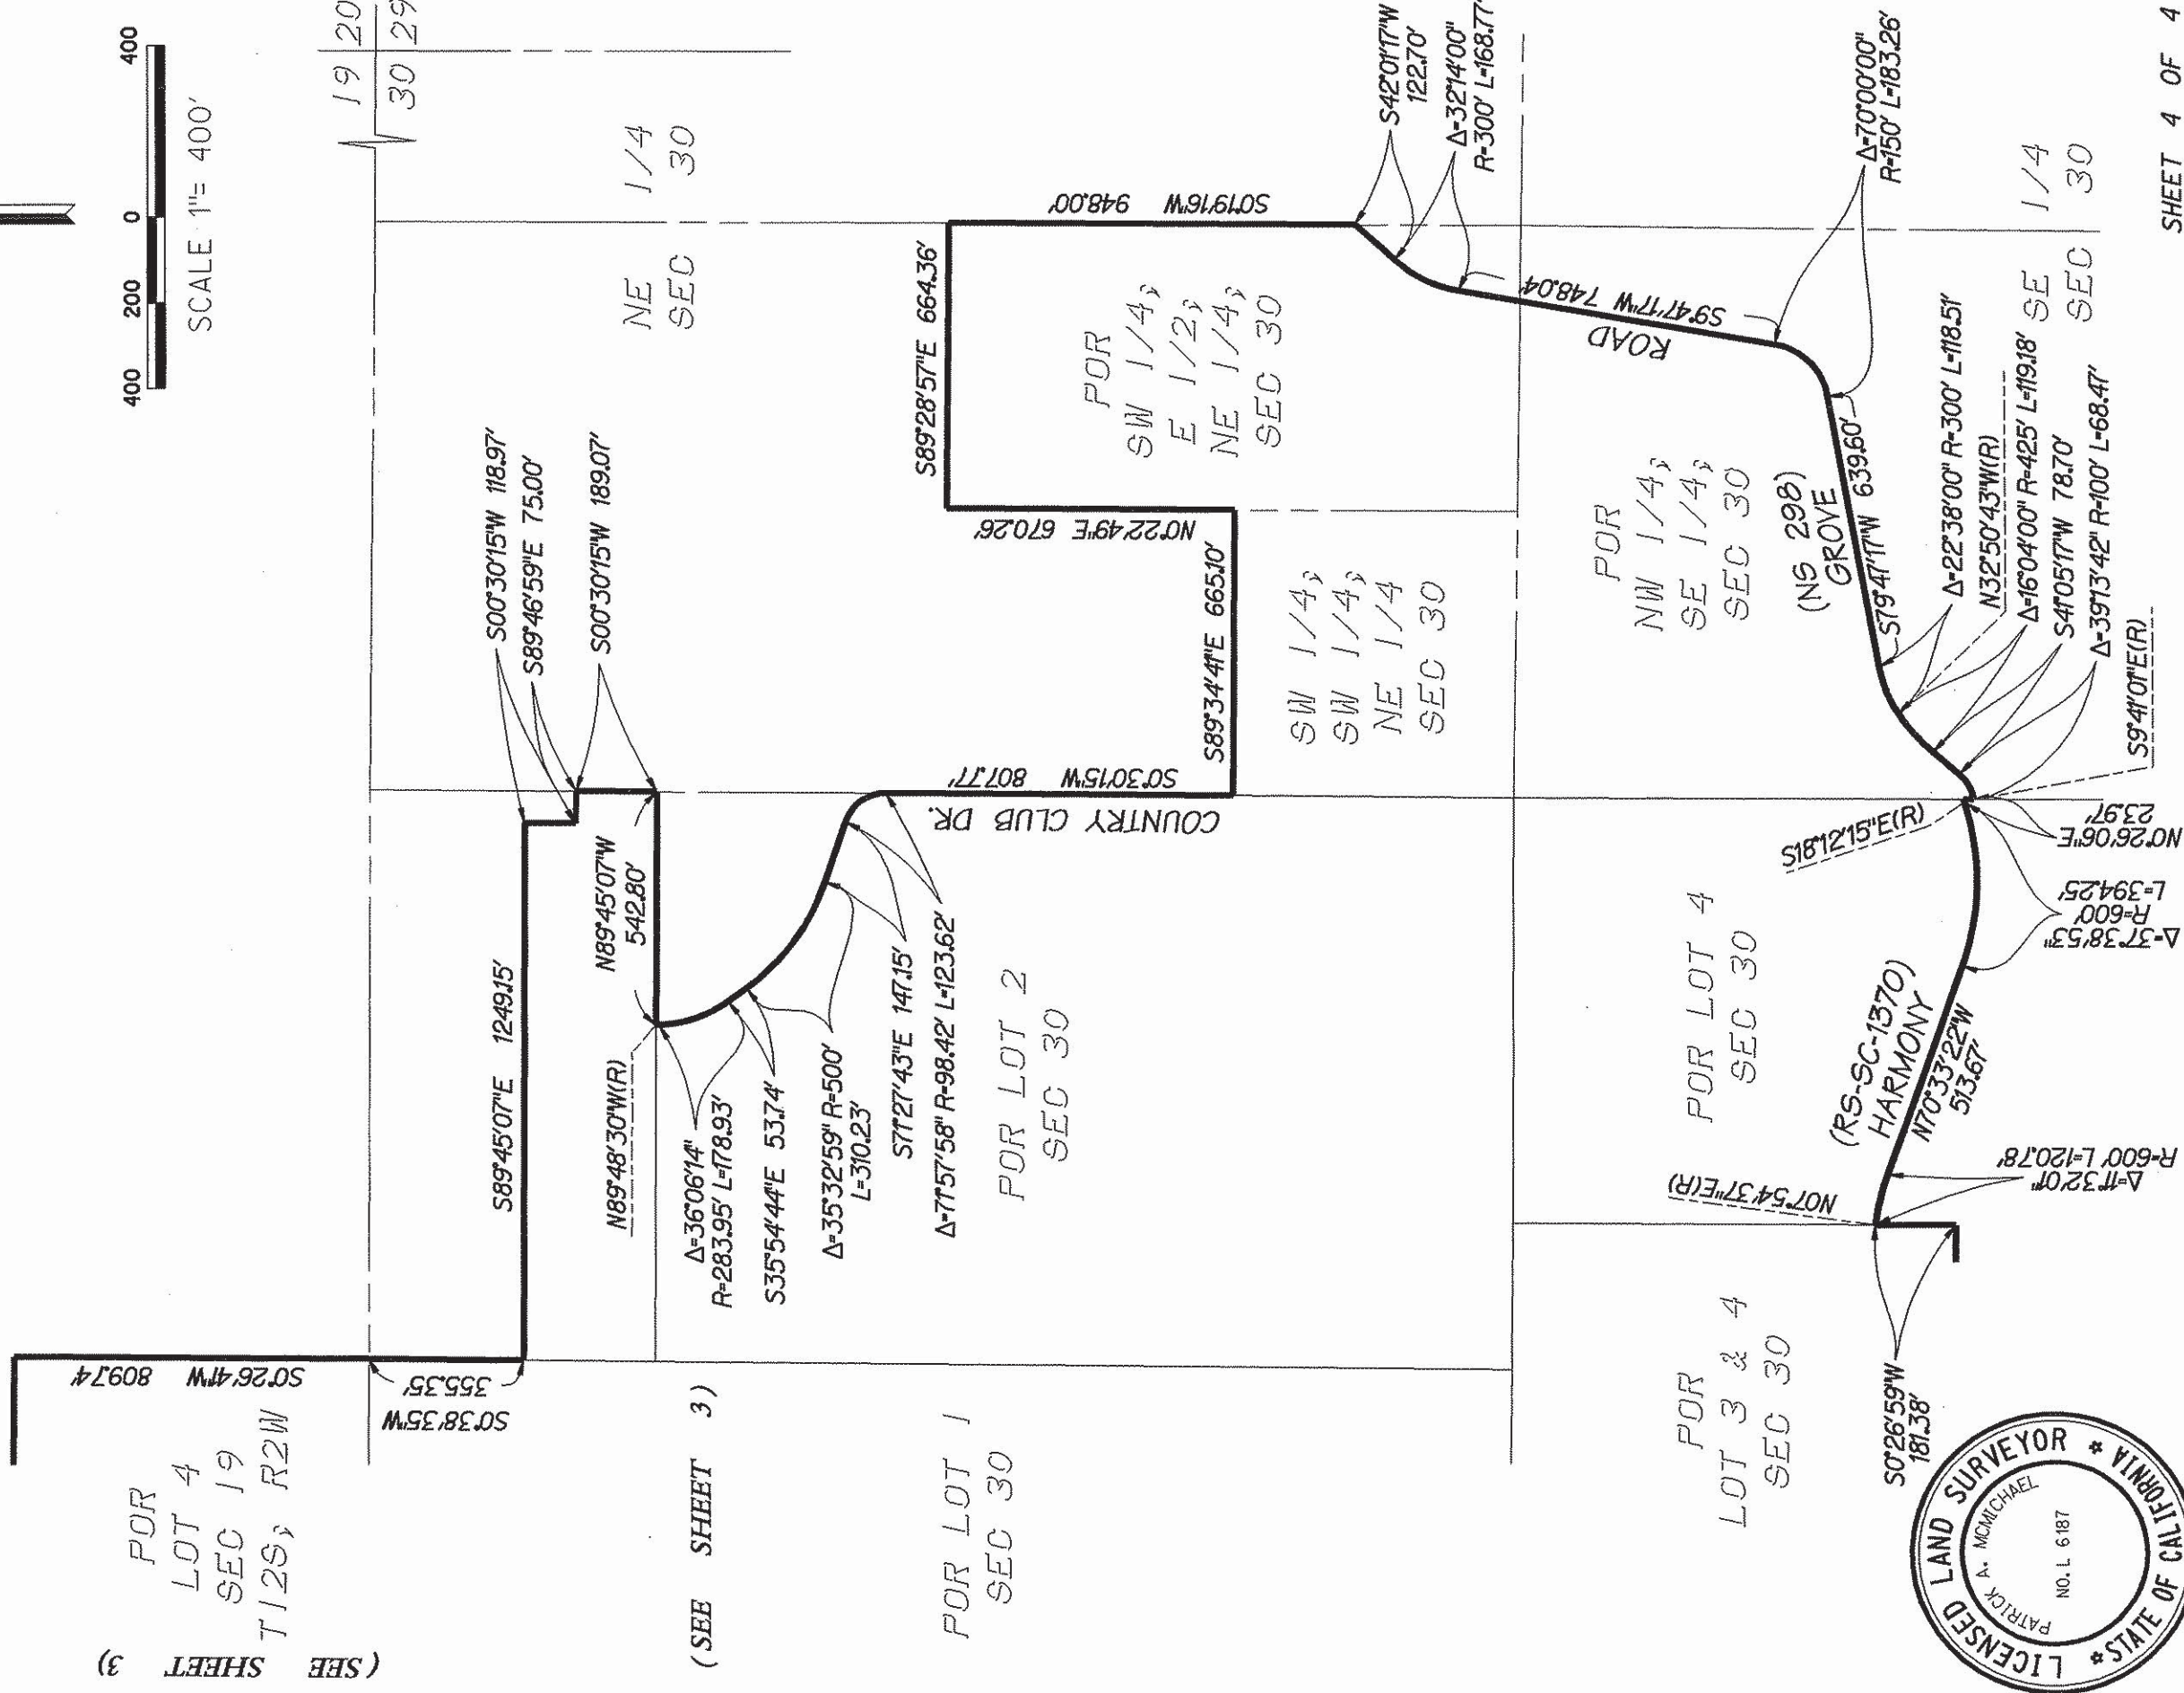 400 200 0 400
SCALE 1"= 400'
19 20
30 29
NE 1/4
SEC 30
S00°30'15"W 118.97'
S89°46'59"E 75.00'
S00°30'15"W 189.07'
S89°45'07"E 1249.15'
N89°45'07"W
542.80'
N89°48'30"W(R)
Δ=36°06'14"
R=283.95' L=178.93'
S35°54'44"E 53.74'
Δ=35°32'59" R=500'
L=310.23'
S71°27'43"E 147.15'
Δ=71°57'58" R=98.42' L=123.62'
COUNTRY CLUB DR.
S0°30'15"W 807.77'
S89°34'41"E 665.10'
N0°22'49"E 670.26'
S89°28'57"E 664.36'
S0°19'16"W 948.00'
S42°01'17"W
122.70'
Δ=32°14'00"
R=300' L=168.77'
S9°47'17"W 748.04'
ROAD
Δ=70°00'00"
R=150' L=183.26'
S79°47'17"W 639.60'
(NS 298)
GROVE
Δ=22°38'00" R=300' L=118.51'
N32°50'43"W(R)
Δ=16°04'00" R=425' L=119.18'
S41°05'17"W 78.70'
Δ=39°13'42" R=100' L=68.47'
S9°41'01"E(R)
N0°26'06"E
23.97'
S18°12'15"E(R)
Δ=37°38'53"
R=600'
L=394.25'
(RS-SC-1370)
HARMONY
N70°33'22"W
513.67'
Δ=11°32'01"
R=600' L=120.78'
N07°54'37"E(R)
S0°26'59"W
181.38'
S0°26'41"W 809.74'
S0°38'35"W
355.35'
POR
LOT 4
SEC 19
T12S; R2W
(SEE SHEET 3)
(SEE SHEET 3)
POR LOT 1
SEC 30
POR LOT 2
SEC 30
POR
SW 1/4;
E 1/2;
NE 1/4;
SEC 30
SW 1/4;
SW 1/4;
NE 1/4
SEC 30
POR
NW 1/4;
SE 1/4;
SEC 30
SE 1/4
SEC 30
POR LOT 4
SEC 30
POR
LOT 3 & 4
SEC 30
LICENSED LAND SURVEYOR
PATRICK A. MCMICHAEL
NO. L 6187
STATE OF CALIFORNIA
SHEET 4 OF 4